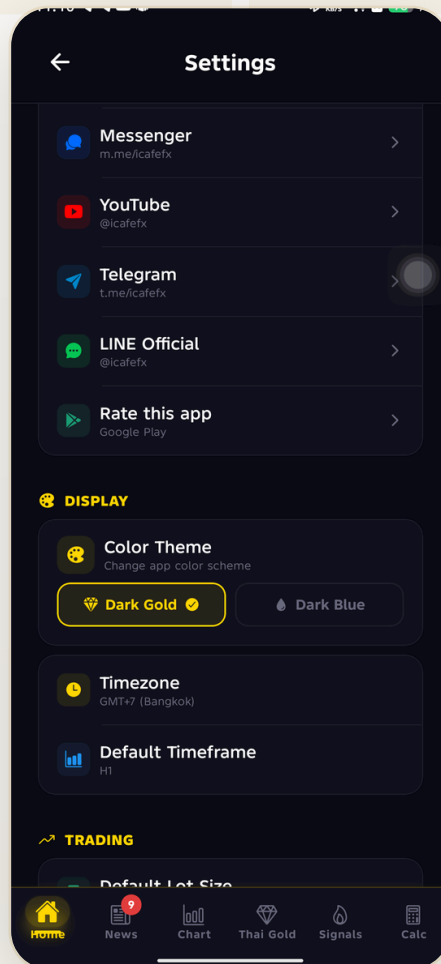 Settings
Messenger
m.me/icafefx
YouTube
@icafefx
Telegram
t.me/icafefx
LINE Official
@icafefx
Rate this app
Google Play
DISPLAY
Color Theme
Change app color scheme
Dark Gold
Dark Blue
Timezone
GMT+7 (Bangkok)
Default Timeframe
H1
TRADING
Default Lot Size
9
Home
News
Chart
Thai Gold
Signals
Calc